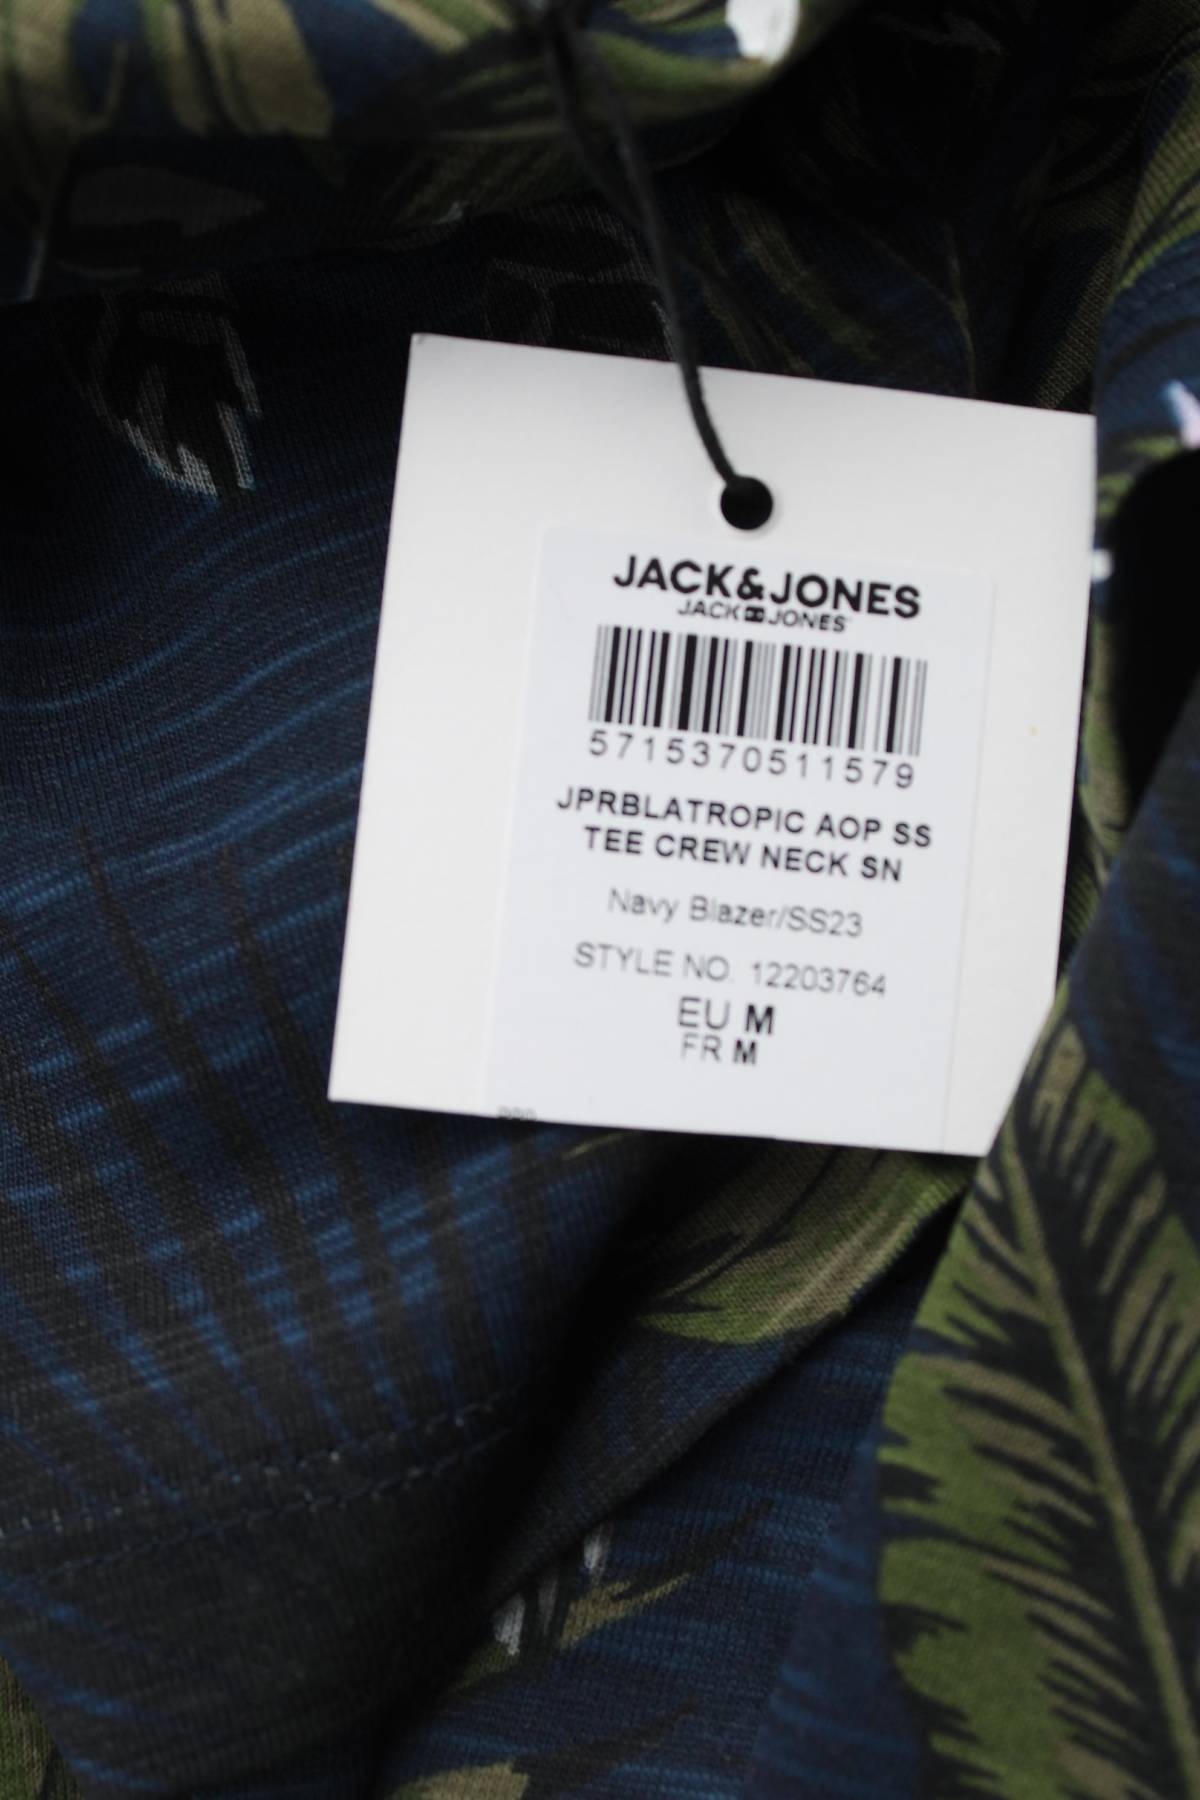 JACK&JONES
JACK JONES
5715370511579
JPRBLATROPIC AOP SS
TEE CREW NECK SN
Navy Blazer/SS23
STYLE NO. 12203764
EU M
FR M